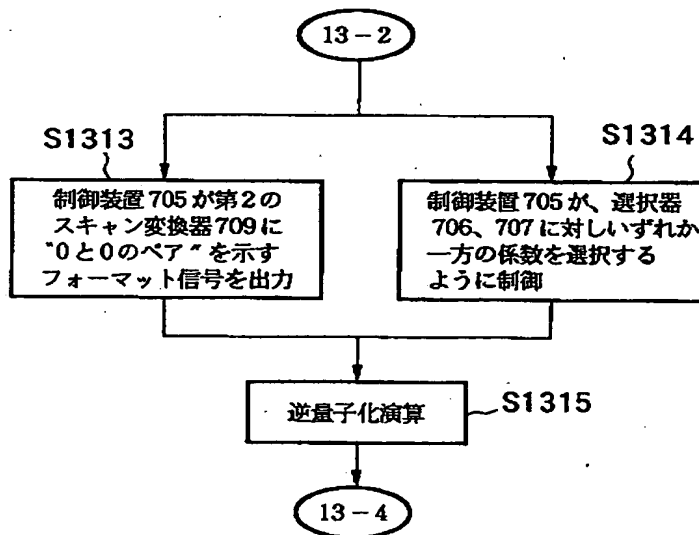 13-2
S1313
制御装置705が第2の
スキャン変換器709に
"0と0のペア"を示す
フォーマット信号を出力
S1314
制御装置705が、選択器
706、707に対しいずれか
一方の係数を選択する
ように制御
逆量子化演算
S1315
13-4